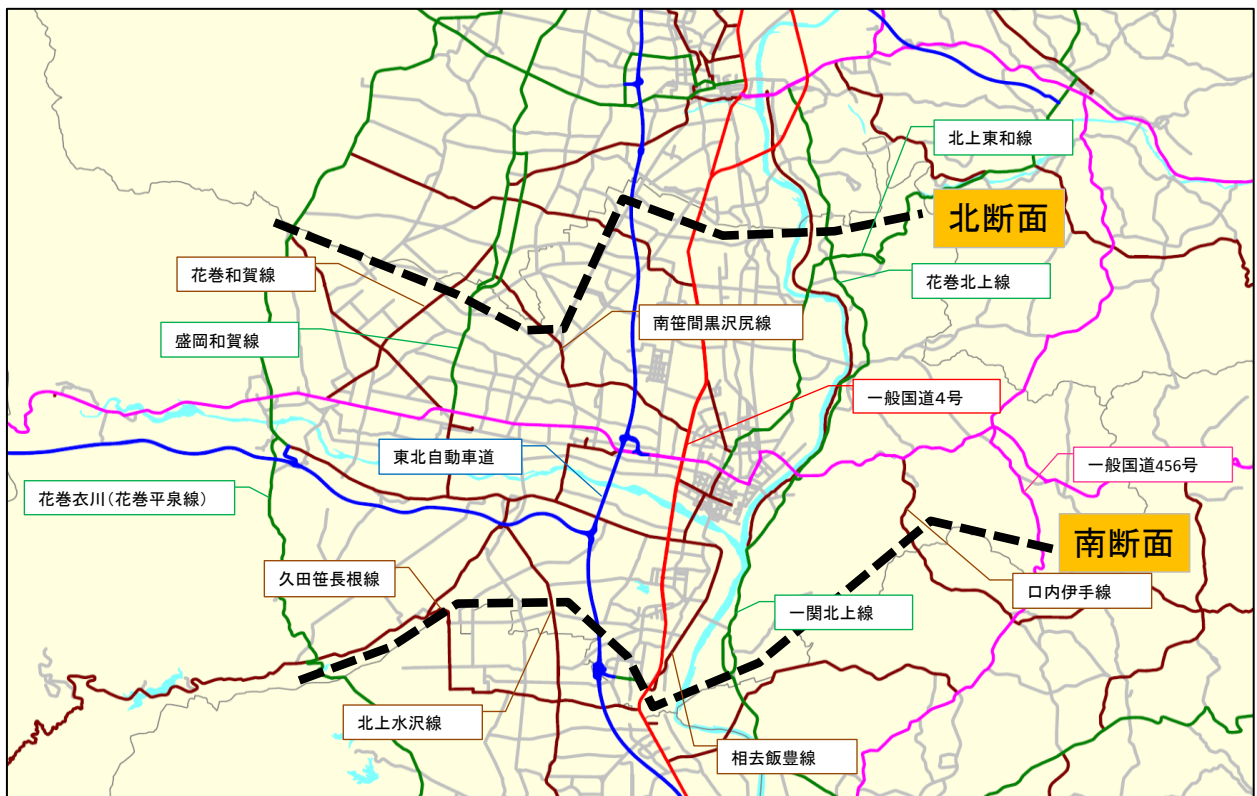 北上東和線
北断面
花巻和賀線
花巻北上線
南笹間黒沢尻線
盛岡和賀線
一般国道4号
東北自動車道
一般国道456号
花巻衣川(花巻平泉線)
南断面
久田笹長根線
口内伊手線
一関北上線
北上水沢線
相去飯豊線